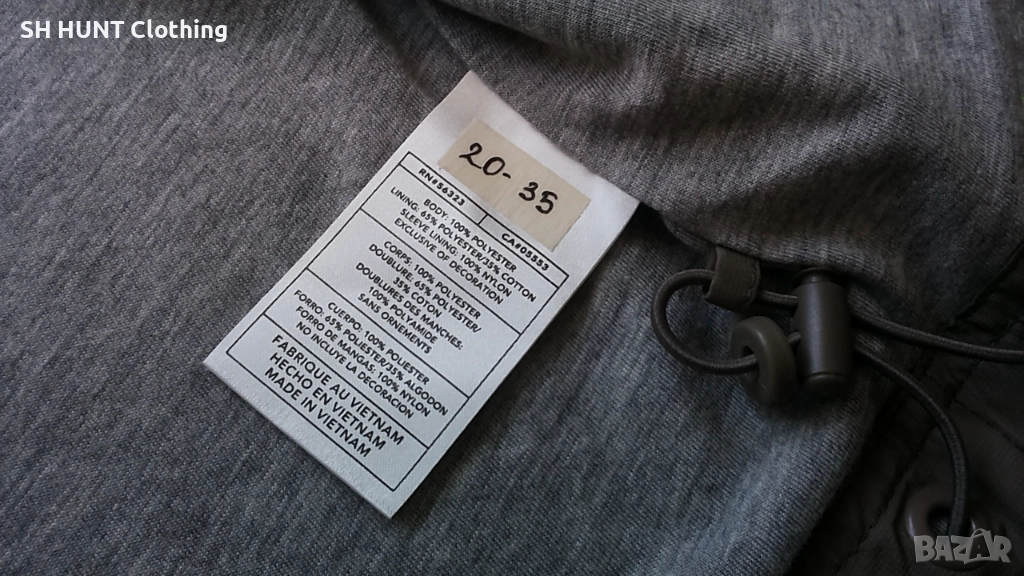 SH HUNT Clothing
20-35
RN#56323 CA#05553
BODY: 100% POLYESTER
LINING: 65% POLYESTER/35% COTTON
SLEEVE LINING: 100% NYLON
EXCLUSIVE OF DECORATION
CORPS: 100% POLYESTER
DOUBLURE: 65% POLYESTER/
35% COTON
DOUBLURES DES MANCHES:
100% POLYAMIDE
SANS ORNEMENTS
CUERPO: 100% POLIESTER
FORRO: 65% POLIESTER/35% ALGODON
FORRO DE MANGAS: 100% NYLON
NO INCLUYE LA DECORACION
FABRIQUE AU VIETNAM
HECHO EN VIETNAM
MADE IN VIETNAM
BAZAR